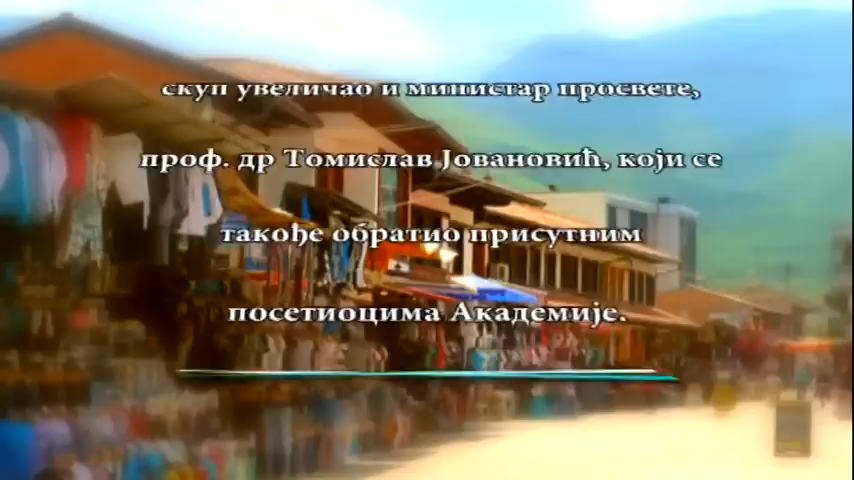 скуп увеличао и министар просвете,
проф. др Томислав Јовановић, који се
такође обратио присутним
посетиоцима Академије.